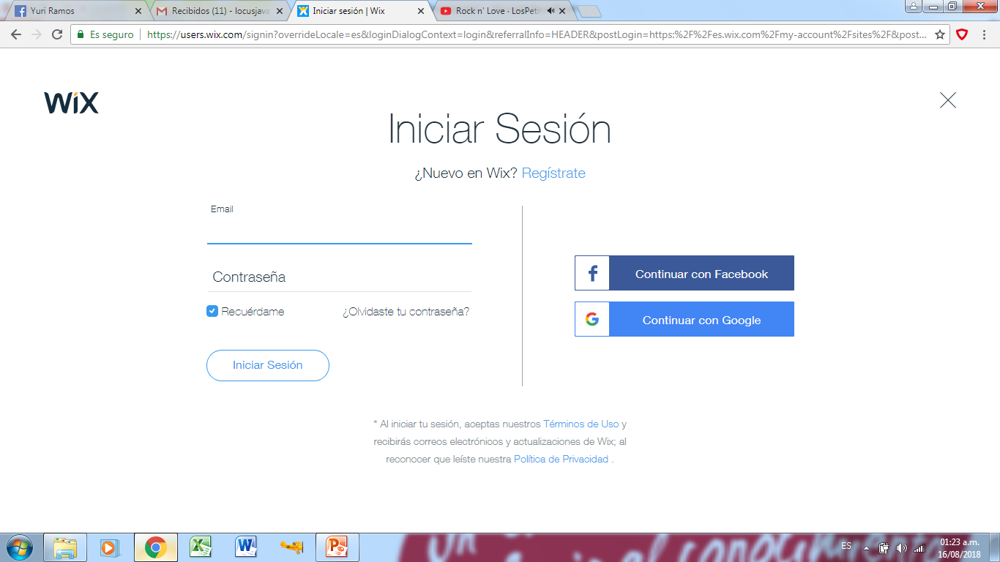 Yuri Ramos
Recibidos (11) - locusjava
Iniciar sesión | Wix
Rock n' Love - LosPetit
Es seguro
https://users.wix.com/signin?overrideLocale=es&loginDialogContext=login&referralInfo=HEADER&postLogin=https:%2F%2Fes.wix.com%2Fmy-account%2Fsites%2F&post...
WiX
Iniciar Sesión
¿Nuevo en Wix? Regístrate
Email
Contraseña
Recuérdame
¿Olvidaste tu contraseña?
Iniciar Sesión
Continuar con Facebook
Continuar con Google
* Al iniciar tu sesión, aceptas nuestros Términos de Uso y
recibirás correos electrónicos y actualizaciones de Wix; al
reconocer que leíste nuestra Política de Privacidad .
ES
01:23 a.m.
16/08/2018